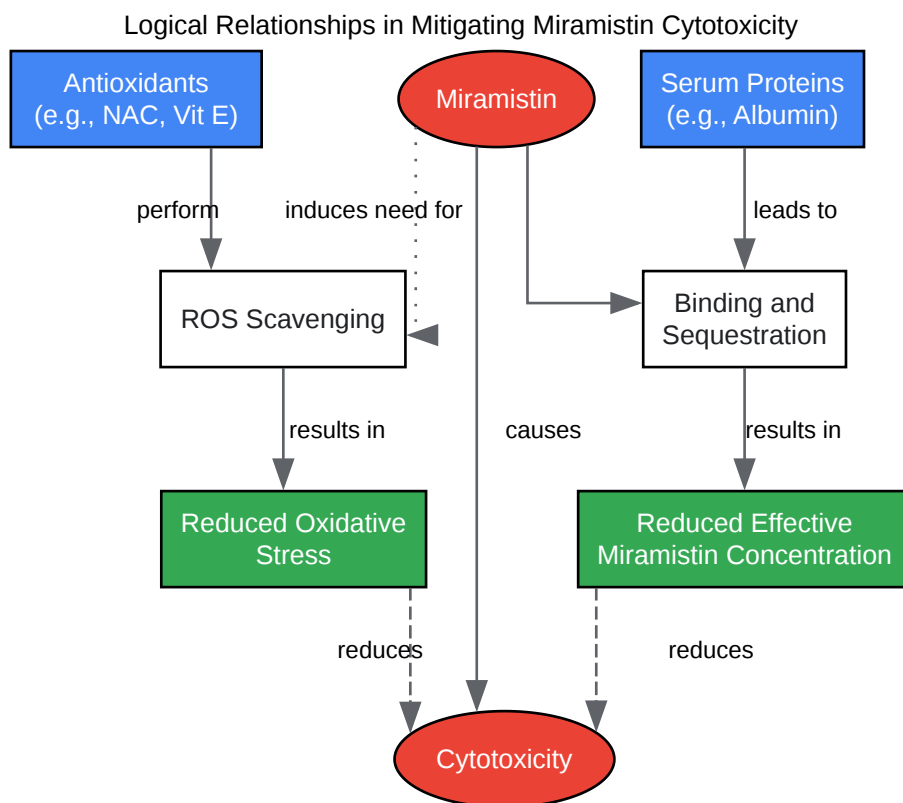 Logical Relationships in Mitigating Miramistin Cytotoxicity
Antioxidants
(e.g., NAC, Vit E)
Miramistin
Serum Proteins
(e.g., Albumin)
perform
induces need for
leads to
ROS Scavenging
Binding and
Sequestration
results in
causes
results in
Reduced Oxidative
Stress
Reduced Effective
Miramistin Concentration
reduces
reduces
Cytotoxicity